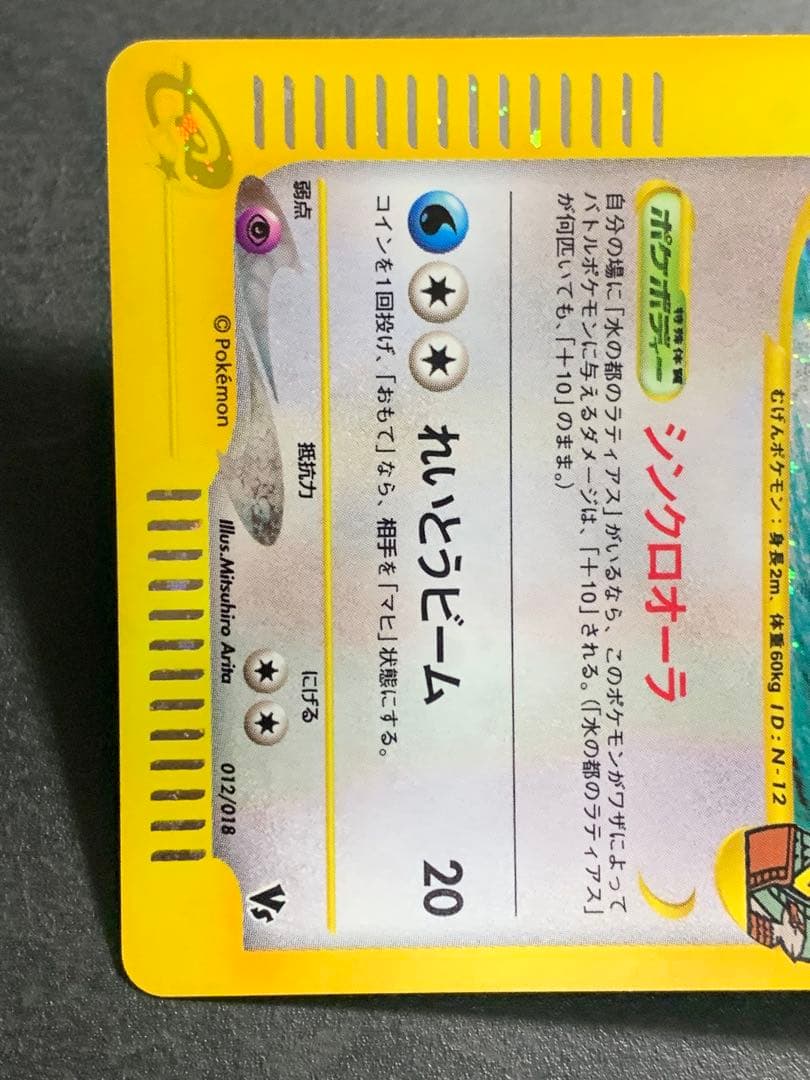 むげんポケモン：身長2m、体重60kg ID：N-12
特殊体質
ポケボディー
シンクロオーラ
自分の場に「水の都のラティアス」がいるなら、このポケモンがワザによって
バトルポケモンに与えるダメージは、「＋10」される。（「水の都のラティアス」
が何匹いても、「＋10」のまま。）
れいとうビーム 20
コインを1回投げ、「おもて」なら、相手を「マヒ」状態にする。
弱点 抵抗力 にげる
©Pokémon Illus.Mitsuhiro Arita 012/018
VS
e